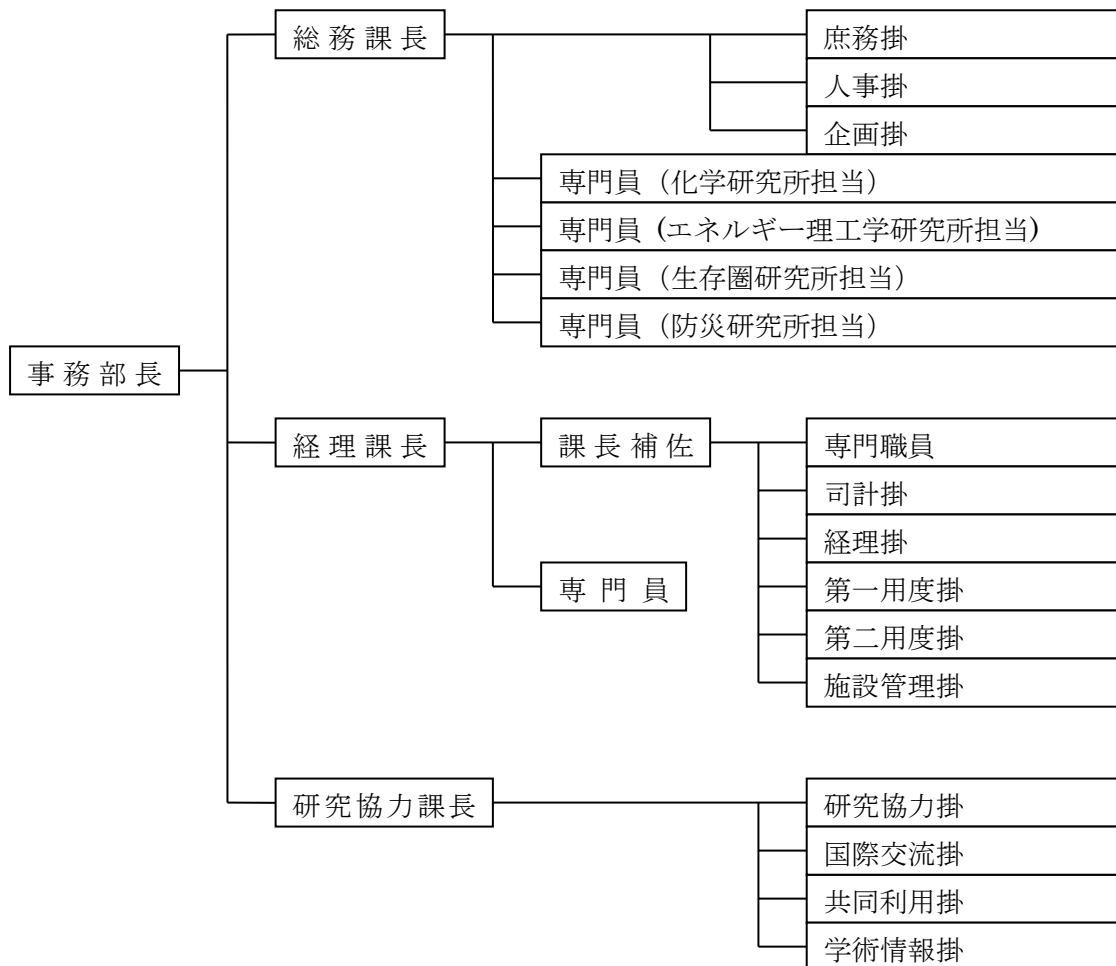 総務課長
庶務掛
人事掛
企画掛
専門員（化学研究所担当）
専門員（エネルギー理工学研究所担当）
専門員（生存圏研究所担当）
専門員（防災研究所担当）
事務部長
経理課長
課長補佐
専門職員
司計掛
経理掛
専門員
第一用度掛
第二用度掛
施設管理掛
研究協力課長
研究協力掛
国際交流掛
共同利用掛
学術情報掛